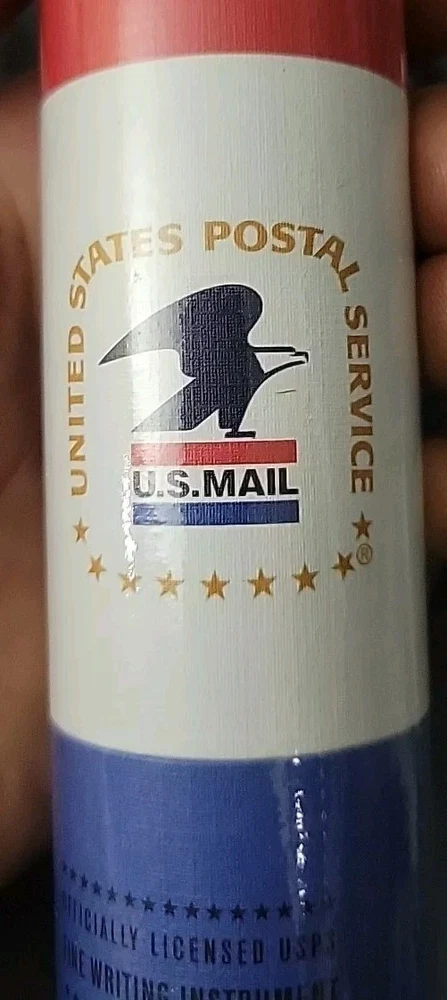 UNITED STATES POSTAL SERVICE
U.S.MAIL
®
OFFICIALLY LICENSED USPS
FINE WRITING INSTRUMENT